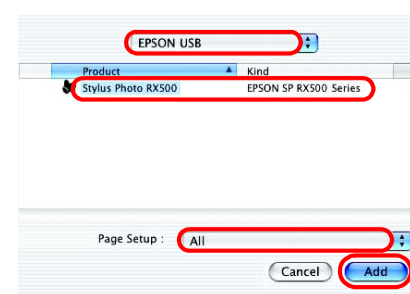 EPSON USB
Product Kind
Stylus Photo RX500 EPSON SP RX500 Series
Page Setup : All
Cancel Add